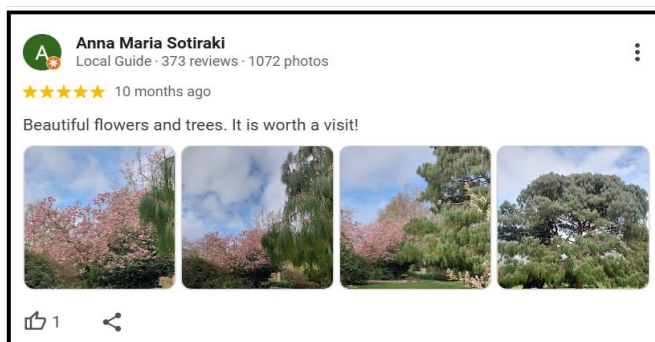 A
Anna Maria Sotiraki
Local Guide · 373 reviews · 1072 photos
10 months ago
Beautiful flowers and trees. It is worth a visit!
1